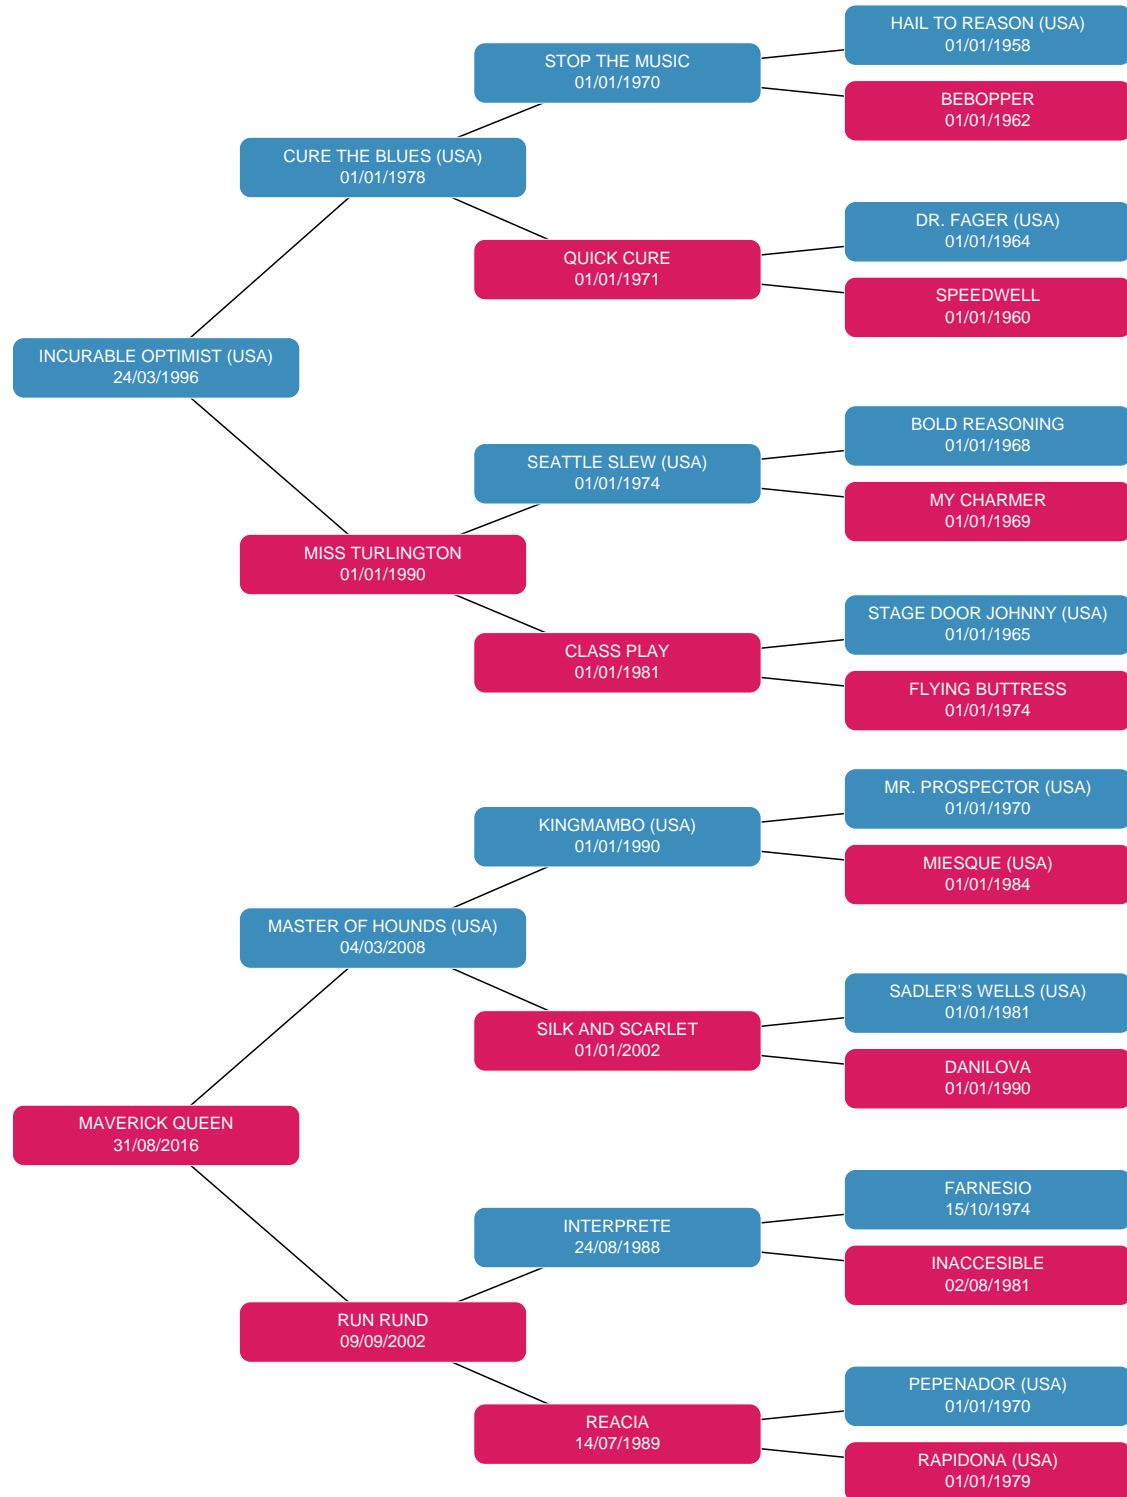 HAIL TO REASON (USA)
01/01/1958
STOP THE MUSIC
01/01/1970
BEBOPPER
01/01/1962
CURE THE BLUES (USA)
01/01/1978
DR. FAGER (USA)
01/01/1964
QUICK CURE
01/01/1971
SPEEDWELL
01/01/1960
INCURABLE OPTIMIST (USA)
24/03/1996
BOLD REASONING
01/01/1968
SEATTLE SLEW (USA)
01/01/1974
MY CHARMER
01/01/1969
MISS TURLINGTON
01/01/1990
STAGE DOOR JOHNNY (USA)
01/01/1965
CLASS PLAY
01/01/1981
FLYING BUTTRESS
01/01/1974
MR. PROSPECTOR (USA)
01/01/1970
KINGMAMBO (USA)
01/01/1990
MIESQUE (USA)
01/01/1984
MASTER OF HOUNDS (USA)
04/03/2008
SADLER'S WELLS (USA)
01/01/1981
SILK AND SCARLET
01/01/2002
DANILOVA
01/01/1990
MAVERICK QUEEN
31/08/2016
FARNESIO
15/10/1974
INTERPRETE
24/08/1988
INACCESIBLE
02/08/1981
RUN RUND
09/09/2002
PEPENADOR (USA)
01/01/1970
REACIA
14/07/1989
RAPIDONA (USA)
01/01/1979